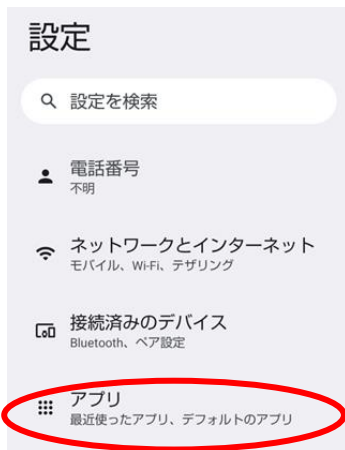 設定
設定を検索
電話番号
不明
ネットワークとインターネット
モバイル、Wi-Fi、テザリング
接続済みのデバイス
Bluetooth、ペア設定
アプリ
最近使ったアプリ、デフォルトのアプリ